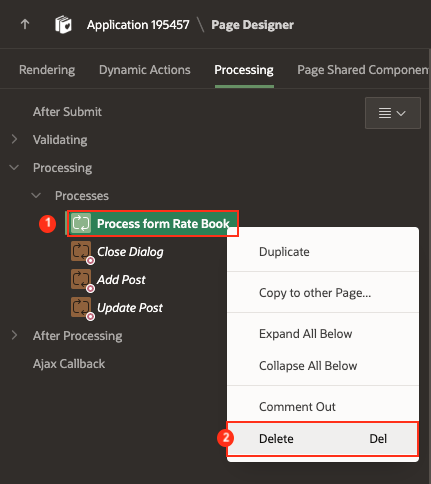 Application 195457 \ Page Designer
Rendering Dynamic Actions Processing Page Shared Componen
After Submit
Validating
Processing
Processes
1 Process form Rate Book
Close Dialog
Add Post
Update Post
After Processing
Ajax Callback
Duplicate
Copy to other Page...
Expand All Below
Collapse All Below
Comment Out
2 Delete Del